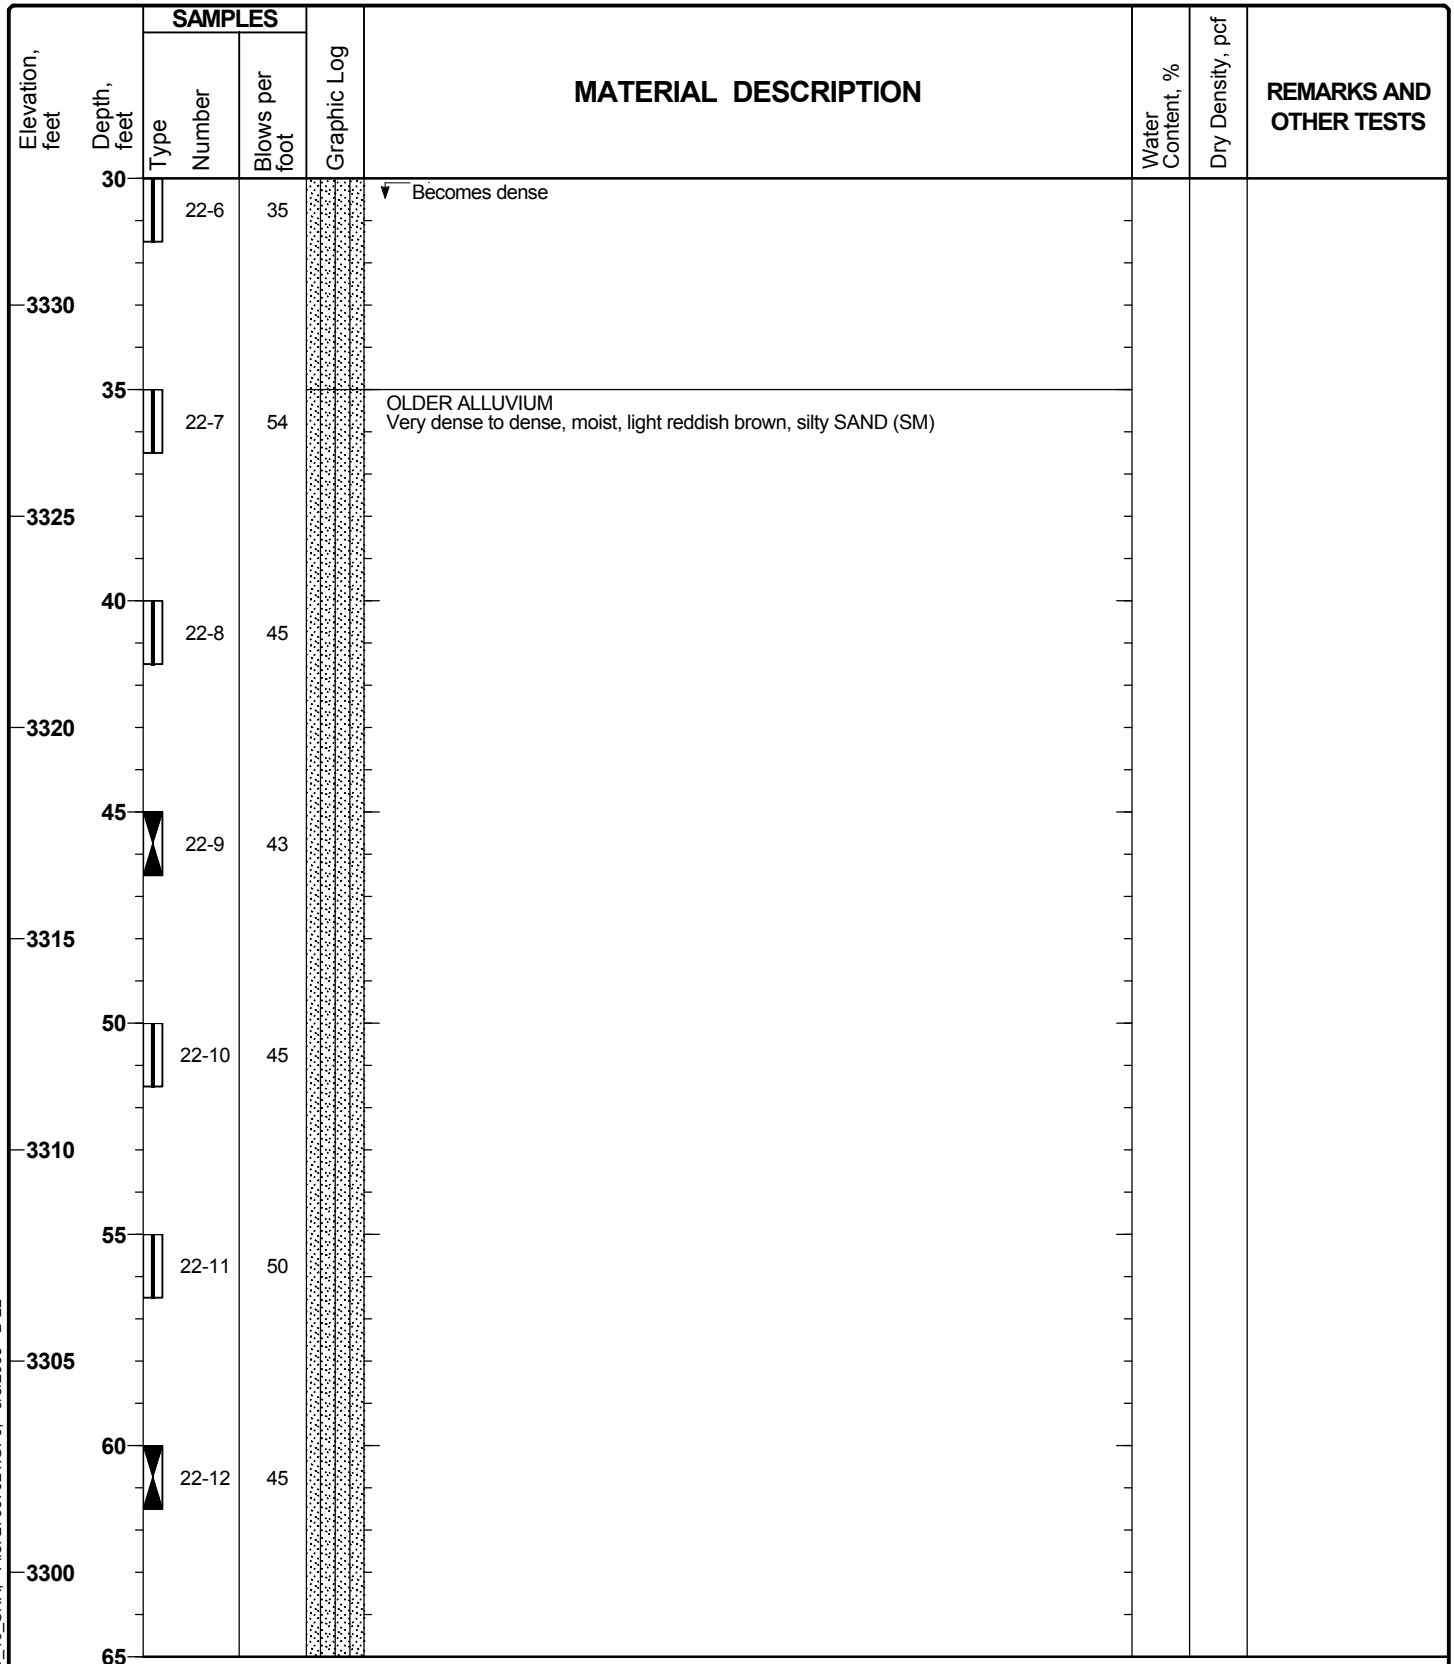 SAMPLES
Elevation,
feet
Depth,
feet
Type
Number
Blows per
foot
Graphic Log
MATERIAL DESCRIPTION
Water
Content, %
Dry Density, pcf
REMARKS AND
OTHER TESTS
30
22-6 35
Becomes dense
3330
35
OLDER ALLUVIUM
22-7 54 Very dense to dense, moist, light reddish brown, silty SAND (SM)
3325
40
22-8 45
3320
45
22-9 43
3315
50
22-10 45
3310
55
22-11 50
3305
60
22-12 45
3300
65